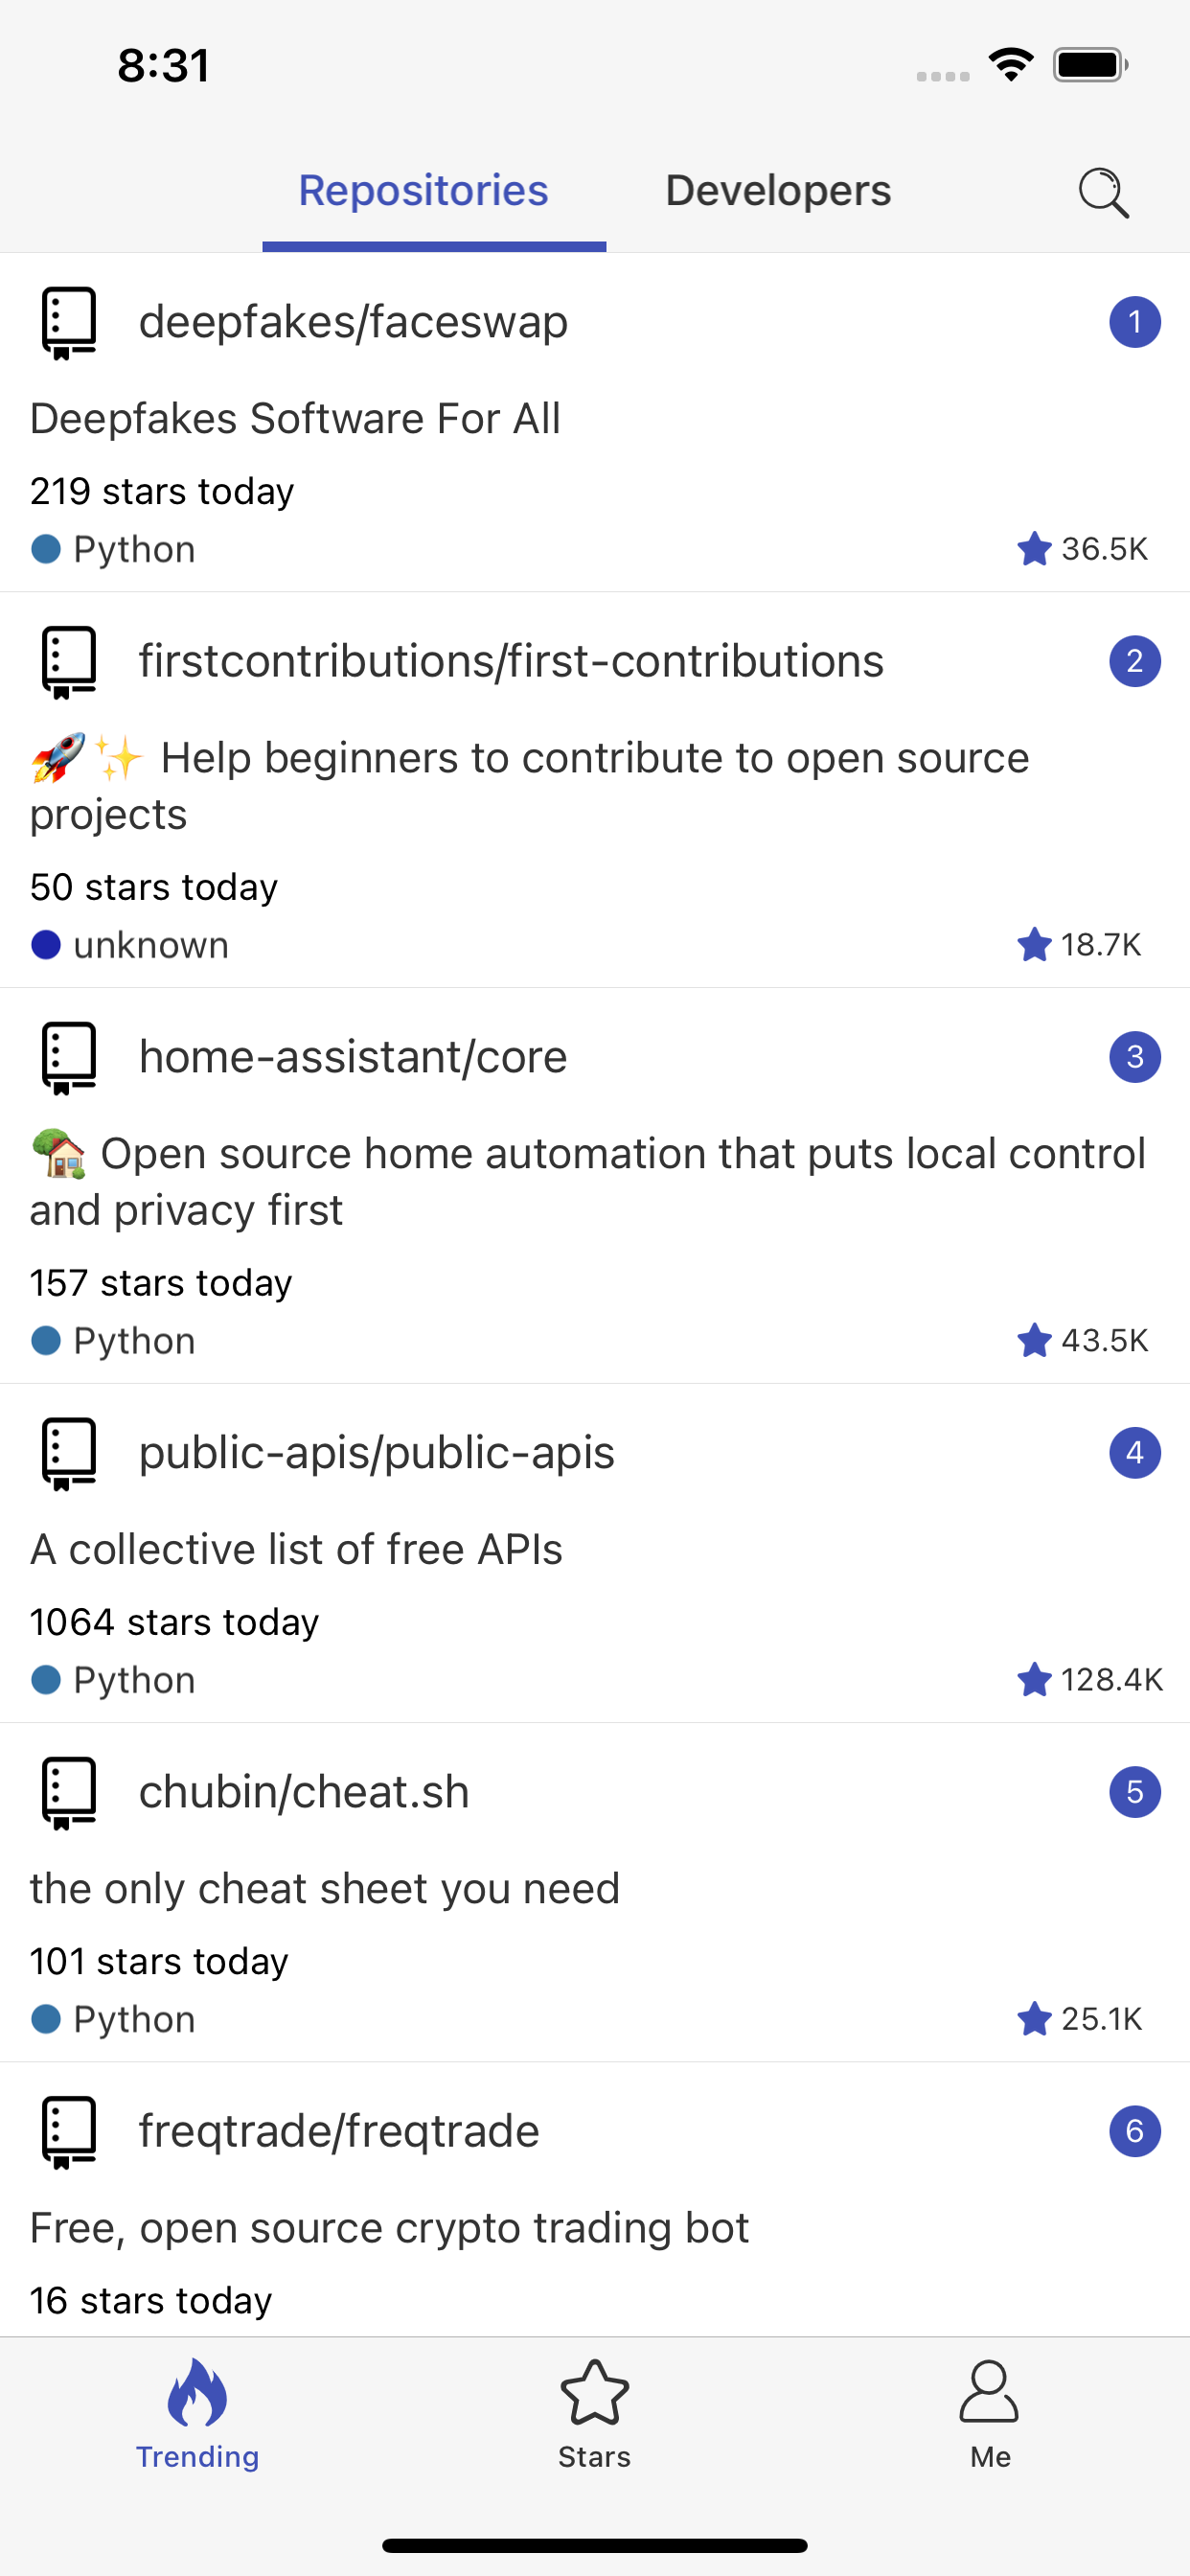 8:31
Repositories
Developers
deepfakes/faceswap
1
Deepfakes Software For All
219 stars today
Python
36.5K
firstcontributions/first-contributions
2
🚀✨ Help beginners to contribute to open source
projects
50 stars today
unknown
18.7K
home-assistant/core
3
🏡 Open source home automation that puts local control
and privacy first
157 stars today
Python
43.5K
public-apis/public-apis
4
A collective list of free APIs
1064 stars today
Python
128.4K
chubin/cheat.sh
5
the only cheat sheet you need
101 stars today
Python
25.1K
freqtrade/freqtrade
6
Free, open source crypto trading bot
16 stars today
Trending
Stars
Me